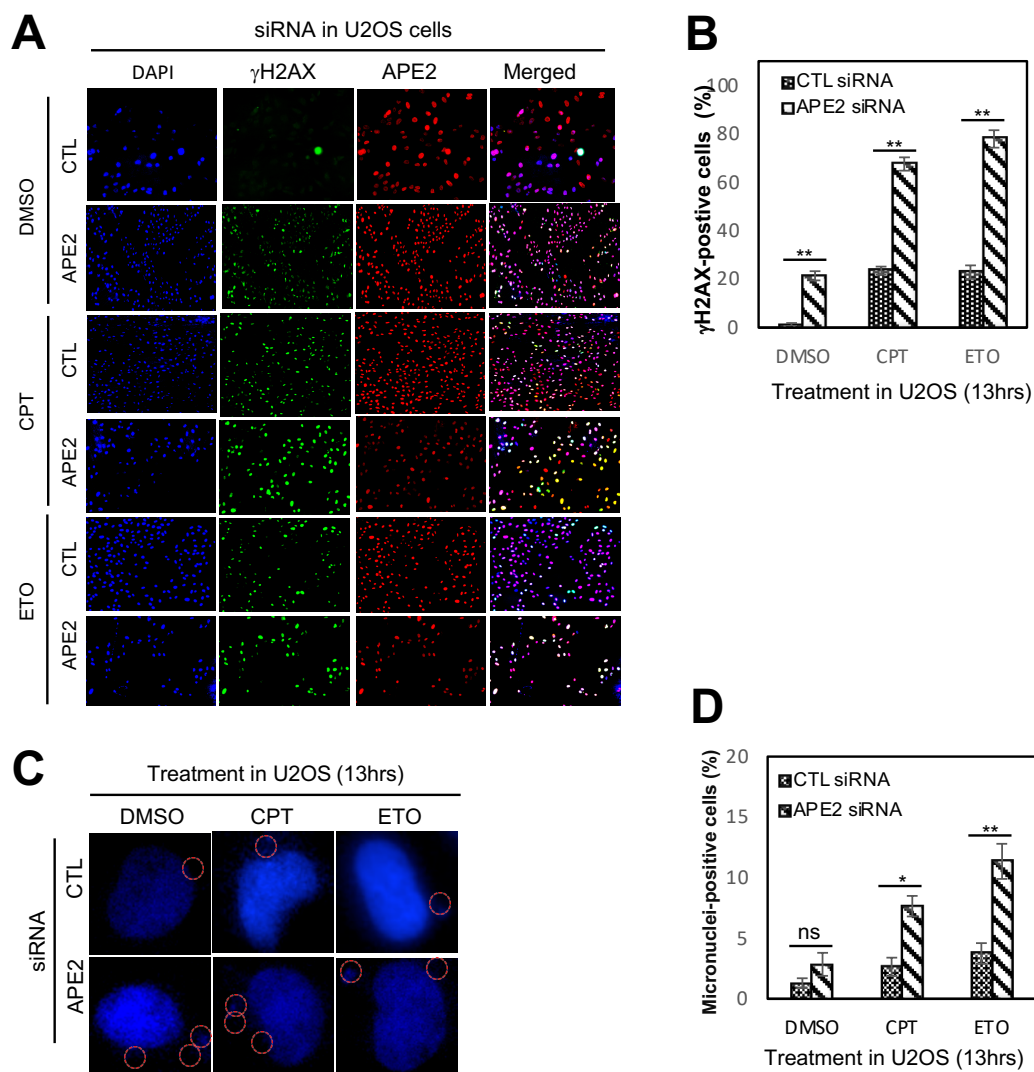 A
siRNA in U2OS cells
DAPI γH2AX APE2 Merged
DMSO
CTL
APE2
CPT
CTL
APE2
ETO
CTL
APE2
B
γH2AX-postive cells (%)
100
80
60
40
20
0
CTL siRNA
APE2 siRNA
** ** **
DMSO CPT ETO
Treatment in U2OS (13hrs)
C
Treatment in U2OS (13hrs)
DMSO CPT ETO
siRNA
CTL
APE2
D
Micronuclei-positive cells (%)
20
15
10
5
0
CTL siRNA
APE2 siRNA
ns * **
DMSO CPT ETO
Treatment in U2OS (13hrs)